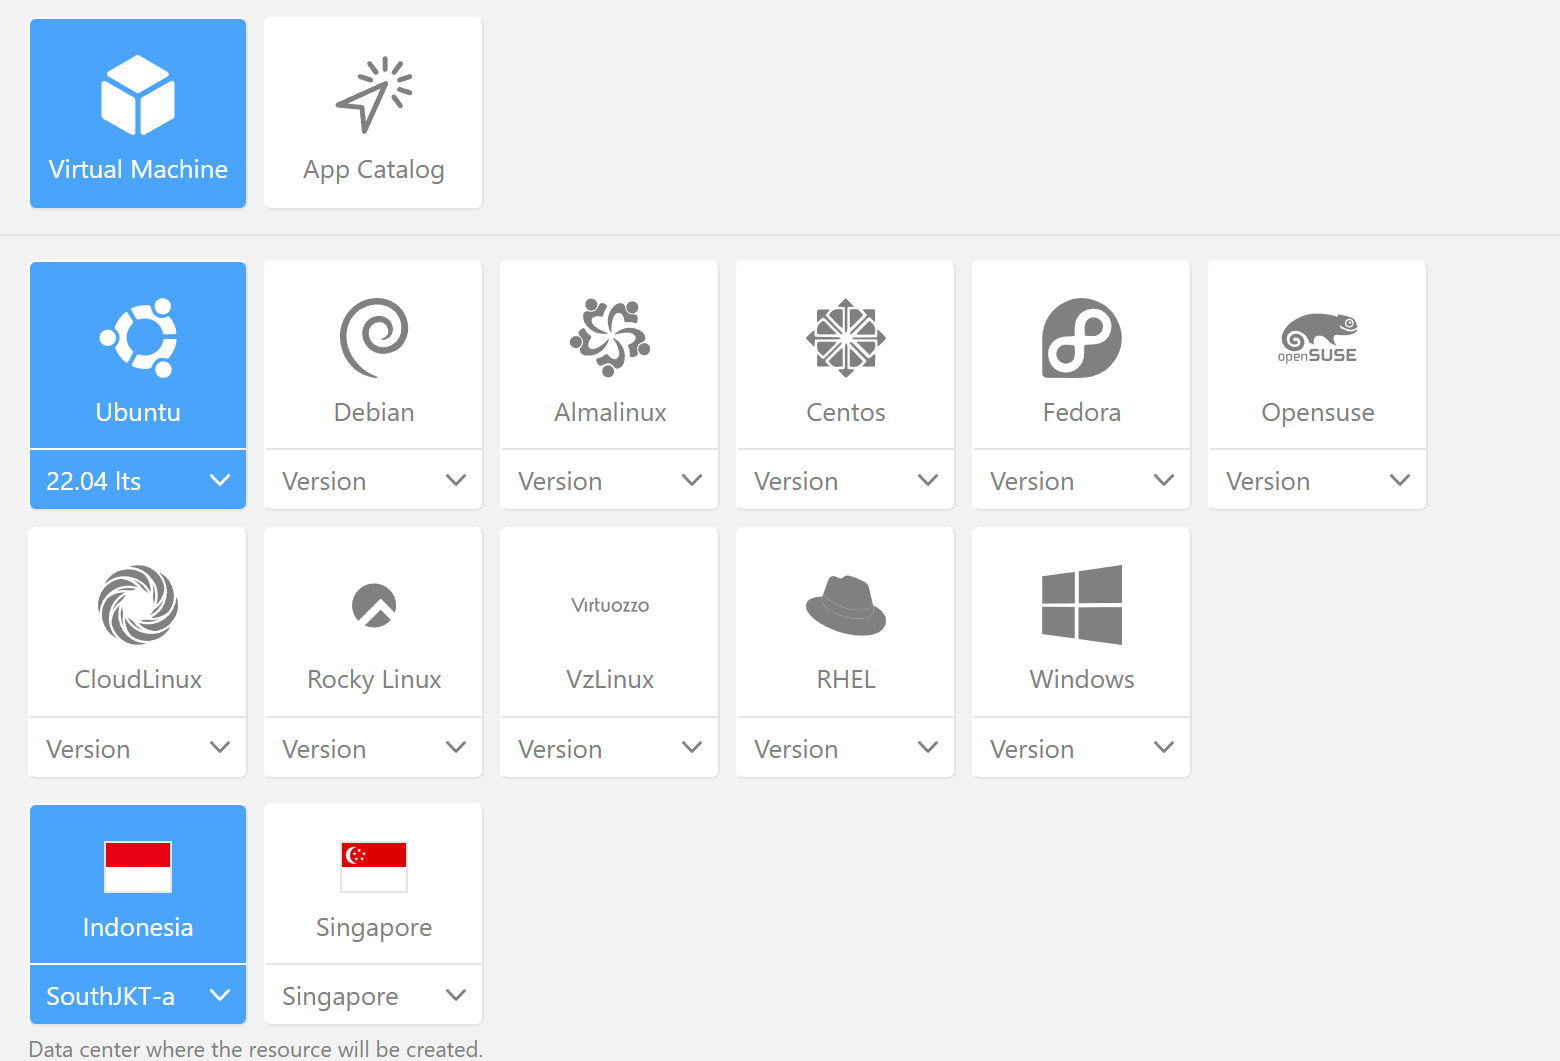 Virtual Machine
App Catalog
Ubuntu
Debian
Almalinux
Centos
Fedora
openSUSE
Opensuse
22.04 lts
Version
Version
Version
Version
Version
CloudLinux
Rocky Linux
Virtuozzo
VzLinux
RHEL
Windows
Version
Version
Version
Version
Version
Indonesia
Singapore
SouthJKT-a
Singapore
Data center where the resource will be created.